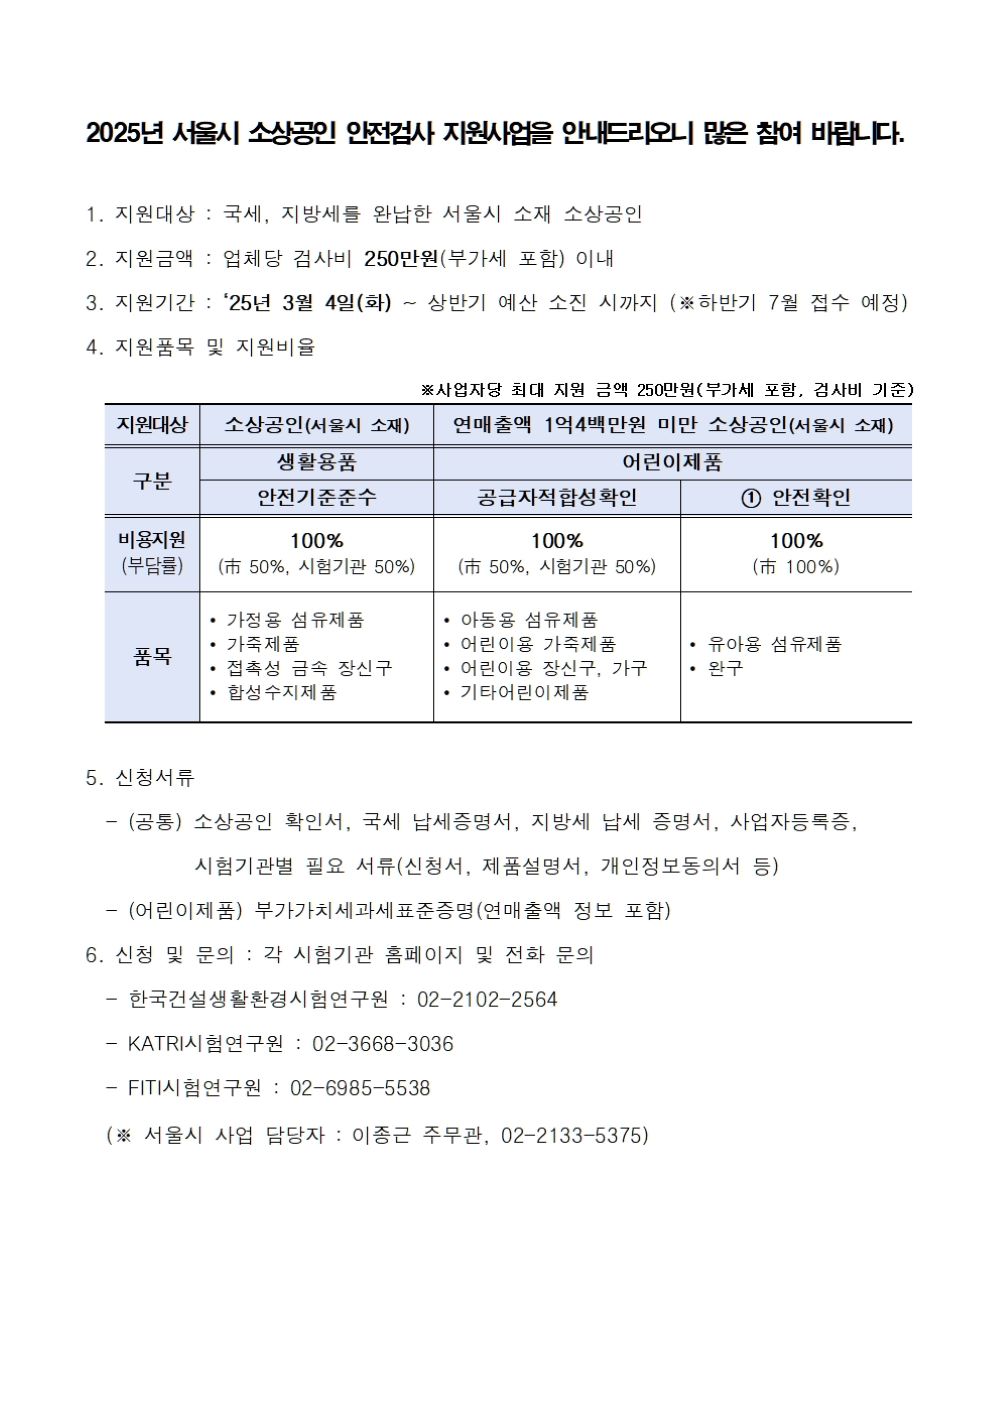 2025년 서울시 소상공인 안전검사 지원사업을 안내드리오니 많은 참여 바랍니다.
1. 지원대상 : 국세, 지방세를 완납한 서울시 소재 소상공인
2. 지원금액 : 업체당 검사비 250만원(부가세 포함) 이내
3. 지원기간 : ‘25년 3월 4일(화) ~ 상반기 예산 소진 시까지 (※하반기 7월 접수 예정)
4. 지원품목 및 지원비율
※사업자당 최대 지원 금액 250만원(부가세 포함, 검사비 기준)
지원대상 소상공인(서울시 소재) 연매출액 1억4백만원 미만 소상공인(서울시 소재)
구분 생활용품 어린이제품
안전기준준수 공급자적합성확인 ① 안전확인
비용지원 100% 100% 100%
(부담률) (市 50%, 시험기관 50%) (市 50%, 시험기관 50%) (市 100%)
품목
• 가정용 섬유제품
• 가죽제품
• 접촉성 금속 장신구
• 합성수지제품
• 아동용 섬유제품
• 어린이용 가죽제품
• 어린이용 장신구, 가구
• 기타어린이제품
• 유아용 섬유제품
• 완구
5. 신청서류
- (공통) 소상공인 확인서, 국세 납세증명서, 지방세 납세 증명서, 사업자등록증,
시험기관별 필요 서류(신청서, 제품설명서, 개인정보동의서 등)
- (어린이제품) 부가가치세과세표준증명(연매출액 정보 포함)
6. 신청 및 문의 : 각 시험기관 홈페이지 및 전화 문의
- 한국건설생활환경시험연구원 : 02-2102-2564
- KATRI시험연구원 : 02-3668-3036
- FITI시험연구원 : 02-6985-5538
(※ 서울시 사업 담당자 : 이종근 주무관, 02-2133-5375)